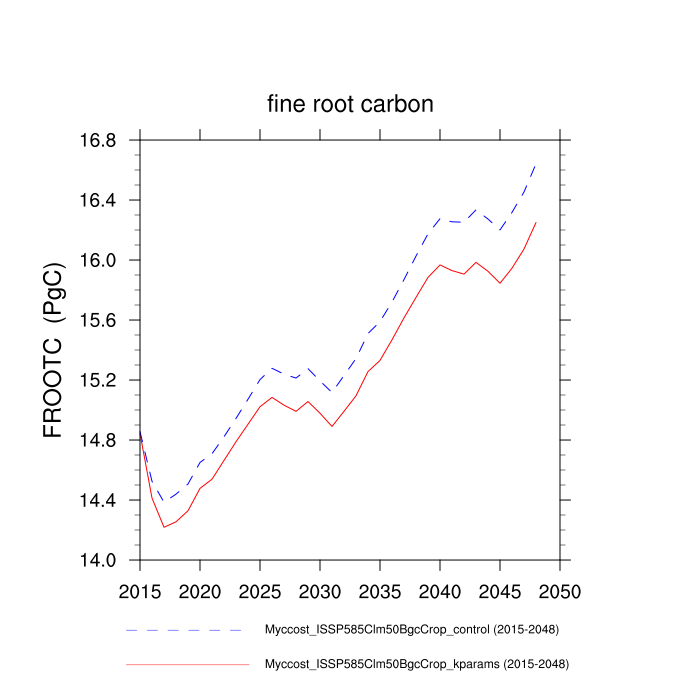 fine root carbon
16.8
16.4
16.0
15.6
15.2
14.8
14.4
14.0
FROOTC (PgC)
2015 2020 2025 2030 2035 2040 2045 2050
Myccost_ISSP585Clm50BgcCrop_control (2015-2048)
Myccost_ISSP585Clm50BgcCrop_kparams (2015-2048)